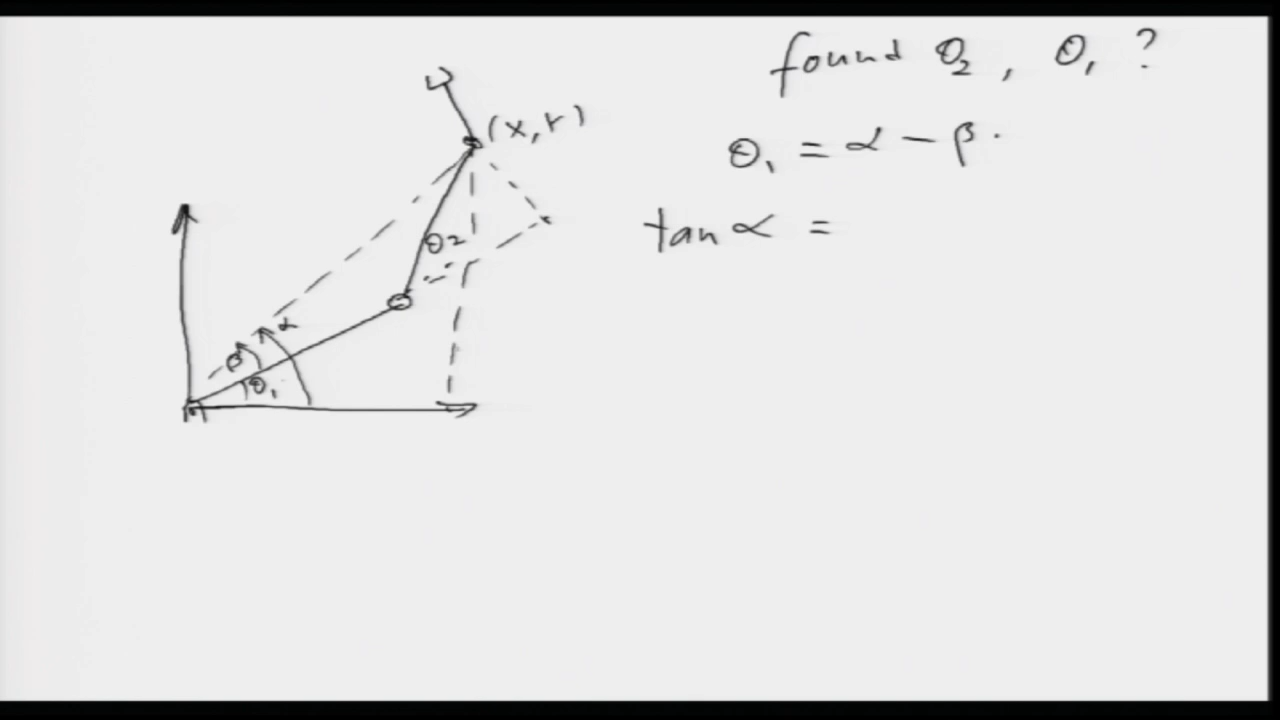 found θ₂, θ₁ ?
θ₁ = α - β.
tan α =
(x, Y)
θ2
α
β
θ₁